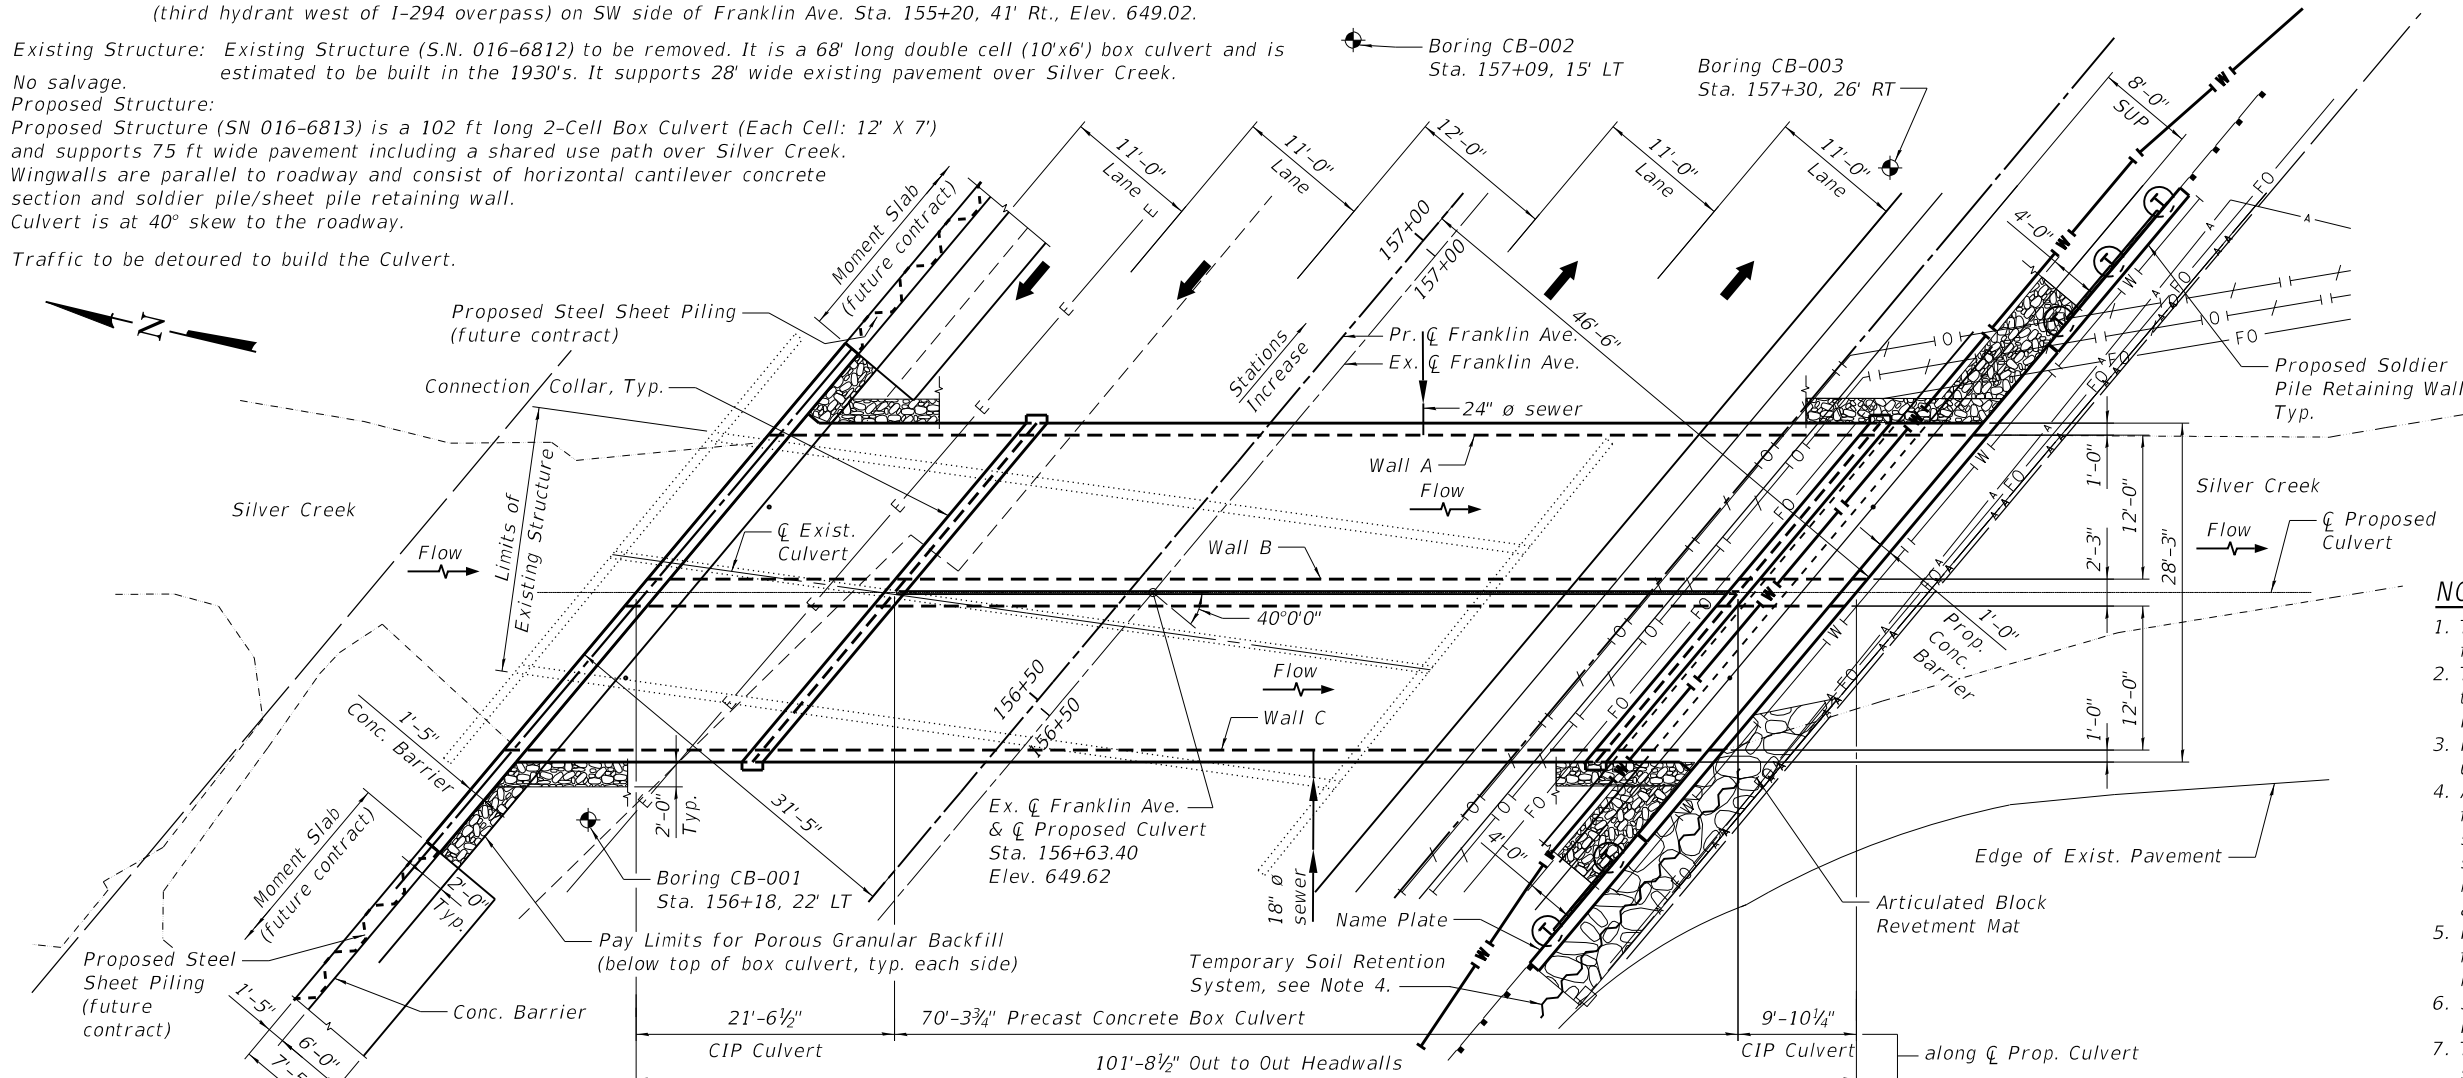 (third hydrant west of I-294 overpass) on SW side of Franklin Ave. Sta. 155+20, 41' Rt., Elev. 649.02.
Existing Structure: Existing Structure (S.N. 016-6812) to be removed. It is a 68' long double cell (10'x6') box culvert and is
estimated to be built in the 1930's. It supports 28' wide existing pavement over Silver Creek.
No salvage.
Proposed Structure:
Proposed Structure (SN 016-6813) is a 102 ft long 2-Cell Box Culvert (Each Cell: 12' X 7')
and supports 75 ft wide pavement including a shared use path over Silver Creek.
Wingwalls are parallel to roadway and consist of horizontal cantilever concrete
section and soldier pile/sheet pile retaining wall.
Culvert is at 40° skew to the roadway.
Traffic to be detoured to build the Culvert.
Boring CB-002
Sta. 157+09, 15' LT
Boring CB-003
Sta. 157+30, 26' RT
8'-0"
SUP
11'-0"
Lane
11'-0"
Lane
12'-0"
11'-0"
Lane
11'-0"
Lane
Moment Slab
(future contract)
157+00
157+00
4'-0"
N
Proposed Steel Sheet Piling
(future contract)
Connection Collar, Typ.
Stations
Increase
Pr. ℄ Franklin Ave.
Ex. ℄ Franklin Ave.
46'-6"
24" ø sewer
Proposed Soldier
Pile Retaining Wall
Typ.
Wall A
Flow
Silver Creek
Flow
Limits of
Existing Structure
℄ Exist.
Culvert
Wall B
40°0'0"
Flow
Wall C
156+50
156+50
1'-0"
12'-0"
2'-3"
28'-3"
12'-0"
1'-0"
Silver Creek
Flow
℄ Proposed
Culvert
1'-0"
Prop.
Conc.
Barrier
1'-5"
Conc. Barrier
Moment Slab
(future contract)
2'-0"
Typ.
31'-5"
2'-0"
Typ.
Boring CB-001
Sta. 156+18, 22' LT
Ex. ℄ Franklin Ave.
& ℄ Proposed Culvert
Sta. 156+63.40
Elev. 649.62
18" ø
sewer
4'-0"
Name Plate
Edge of Exist. Pavement
Articulated Block
Revetment Mat
Pay Limits for Porous Granular Backfill
(below top of box culvert, typ. each side)
Temporary Soil Retention
System, see Note 4.
Proposed Steel
Sheet Piling
(future
contract)
1'-5"
6'-0"
Conc. Barrier
21'-6½"
CIP Culvert
70'-3¾" Precast Concrete Box Culvert
9'-10¼"
CIP Culvert
101'-8½" Out to Out Headwalls
along ℄ Prop. Culvert
1.
2.
3.
4.
5.
6.
7.